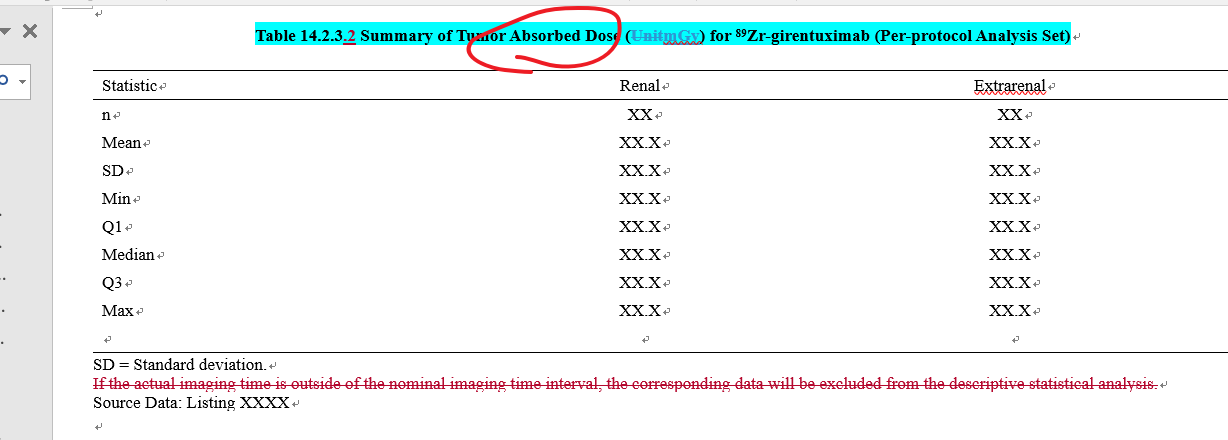 Table 14.2.3.2 Summary of Tumor Absorbed Dose (UnitmGy) for ⁸⁹Zr-girentuximab (Per-protocol Analysis Set)
Statistic Renal Extrarenal
n XX XX
Mean XX.X XX.X
SD XX.X XX.X
Min XX.X XX.X
Q1 XX.X XX.X
Median XX.X XX.X
Q3 XX.X XX.X
Max XX.X XX.X
SD = Standard deviation.
If the actual imaging time is outside of the nominal imaging time interval, the corresponding data will be excluded from the descriptive statistical analysis.
Source Data: Listing XXXX